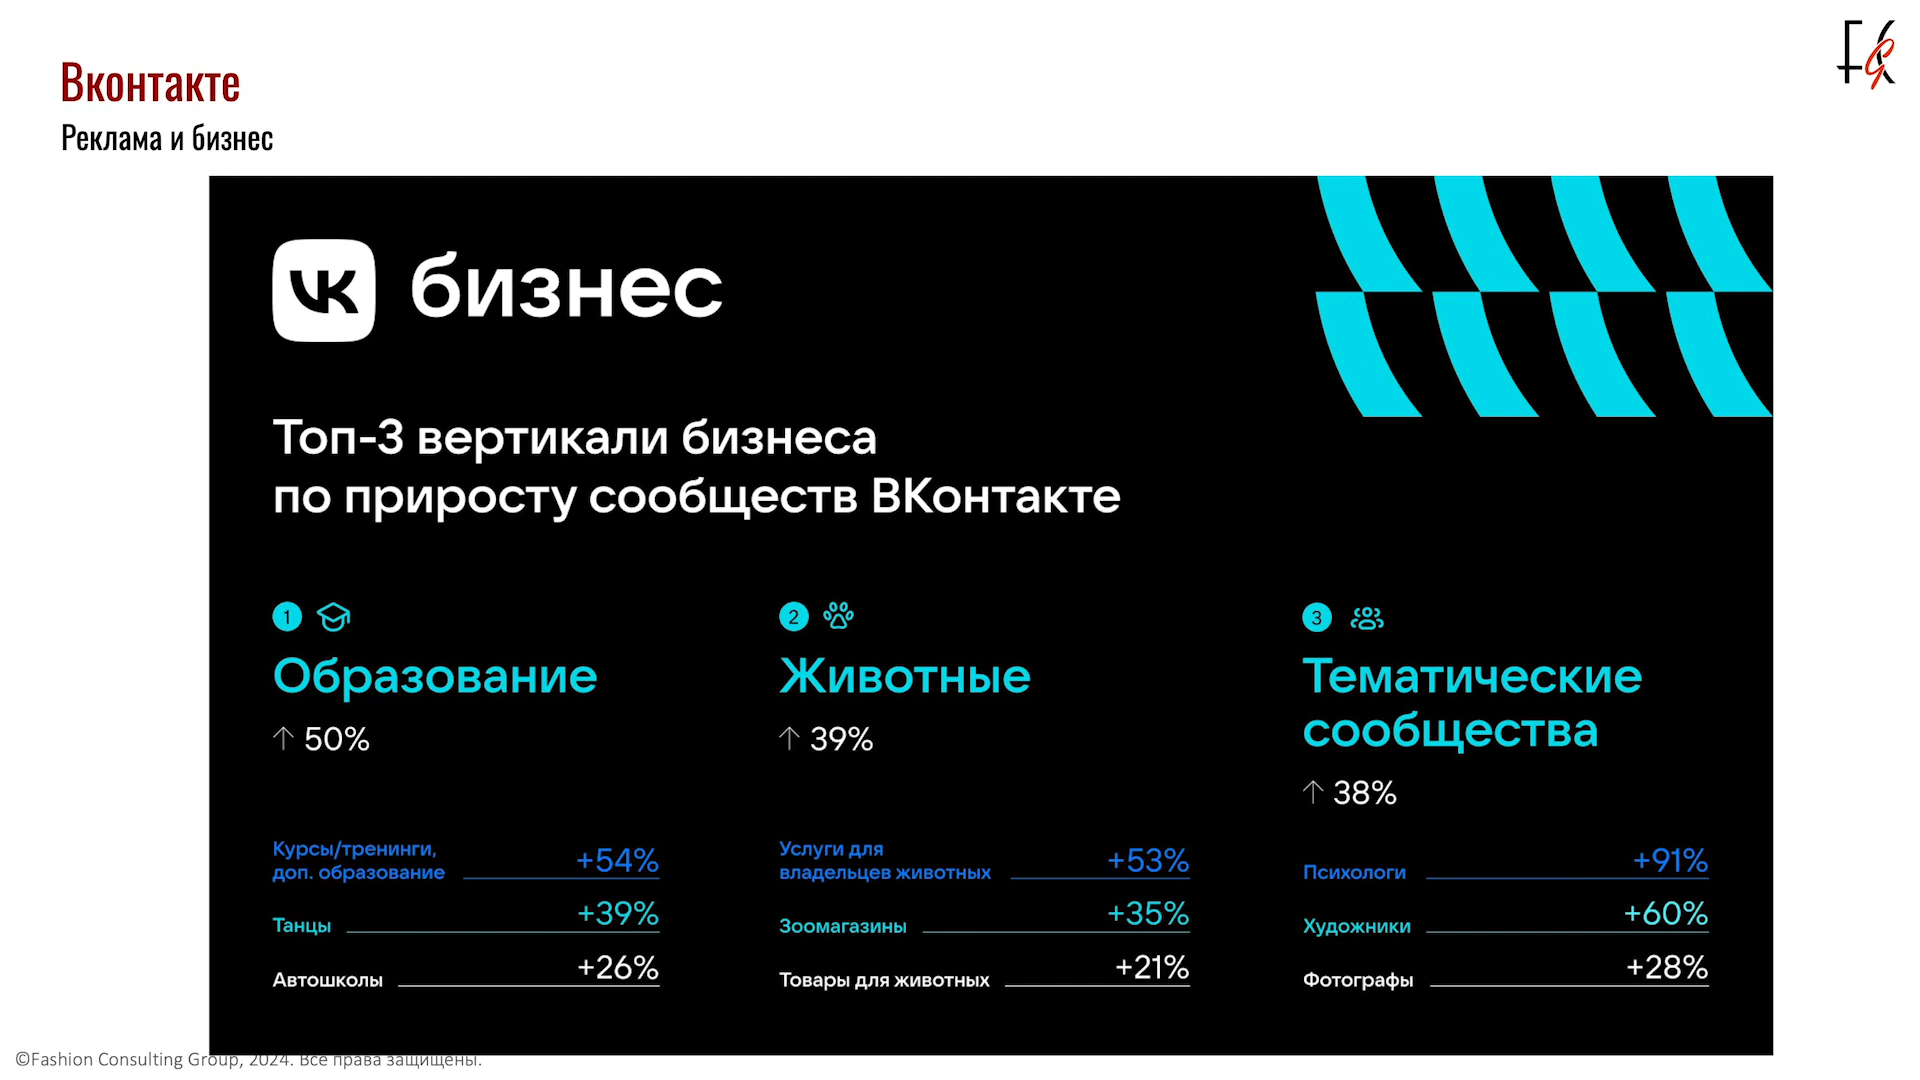 Вконтакте
Реклама и бизнес
FCG
VK бизнес
Топ-3 вертикали бизнеса
по приросту сообществ ВКонтакте
1
Образование
↑ 50%
Курсы/тренинги,
доп. образование +54%
Танцы +39%
Автошколы +26%
2
Животные
↑ 39%
Услуги для
владельцев животных +53%
Зоомагазины +35%
Товары для животных +21%
3
Тематические
сообщества
↑ 38%
Психологи +91%
Художники +60%
Фотографы +28%
©Fashion Consulting Group, 2024. Все права защищены.